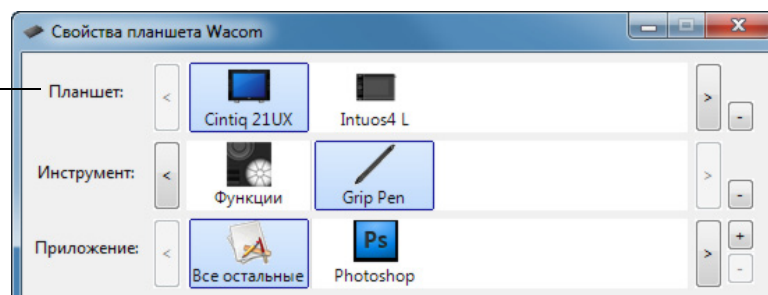 Свойства планшета Wacom
Планшет:
Cintiq 21UX
Intuos4 L
Инструмент:
Функции
Grip Pen
Приложение:
Все остальные
Ps
Photoshop